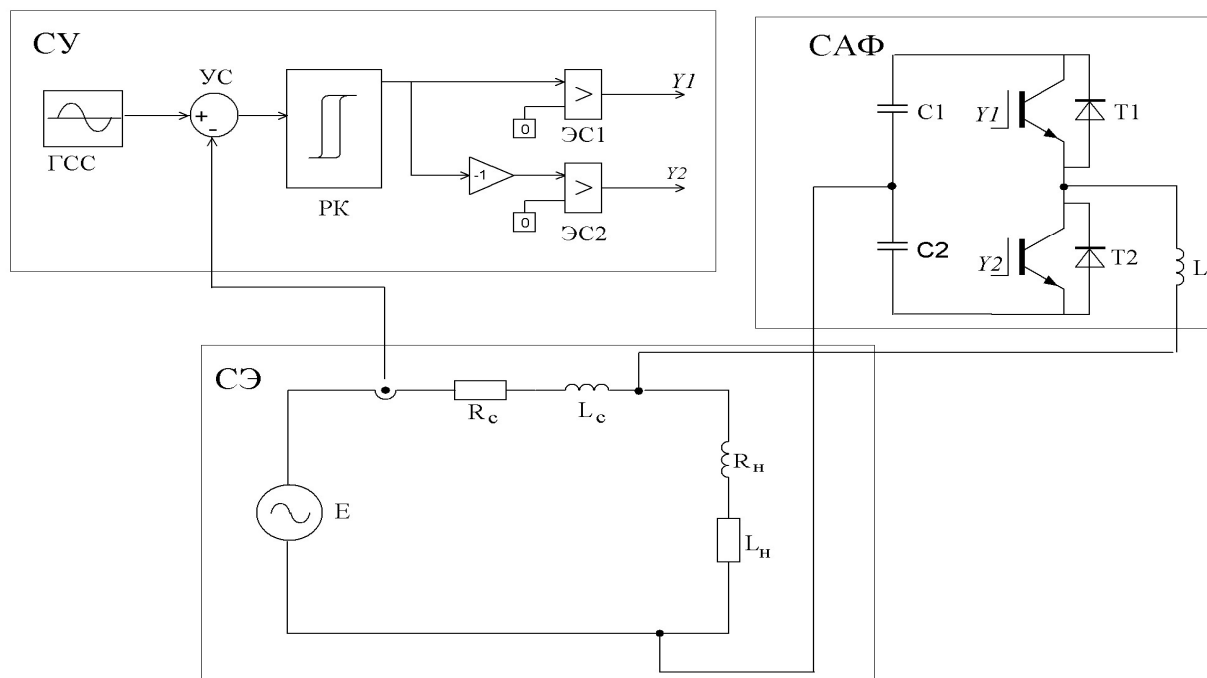 СУ
УС
ГСС
+
-
РК
0
>
ЭС1
Y1
-1
0
>
ЭС2
Y2
САФ
C1
Y1
T1
C2
Y2
T2
L
СЭ
Rс
Lс
Rн
E
Lн